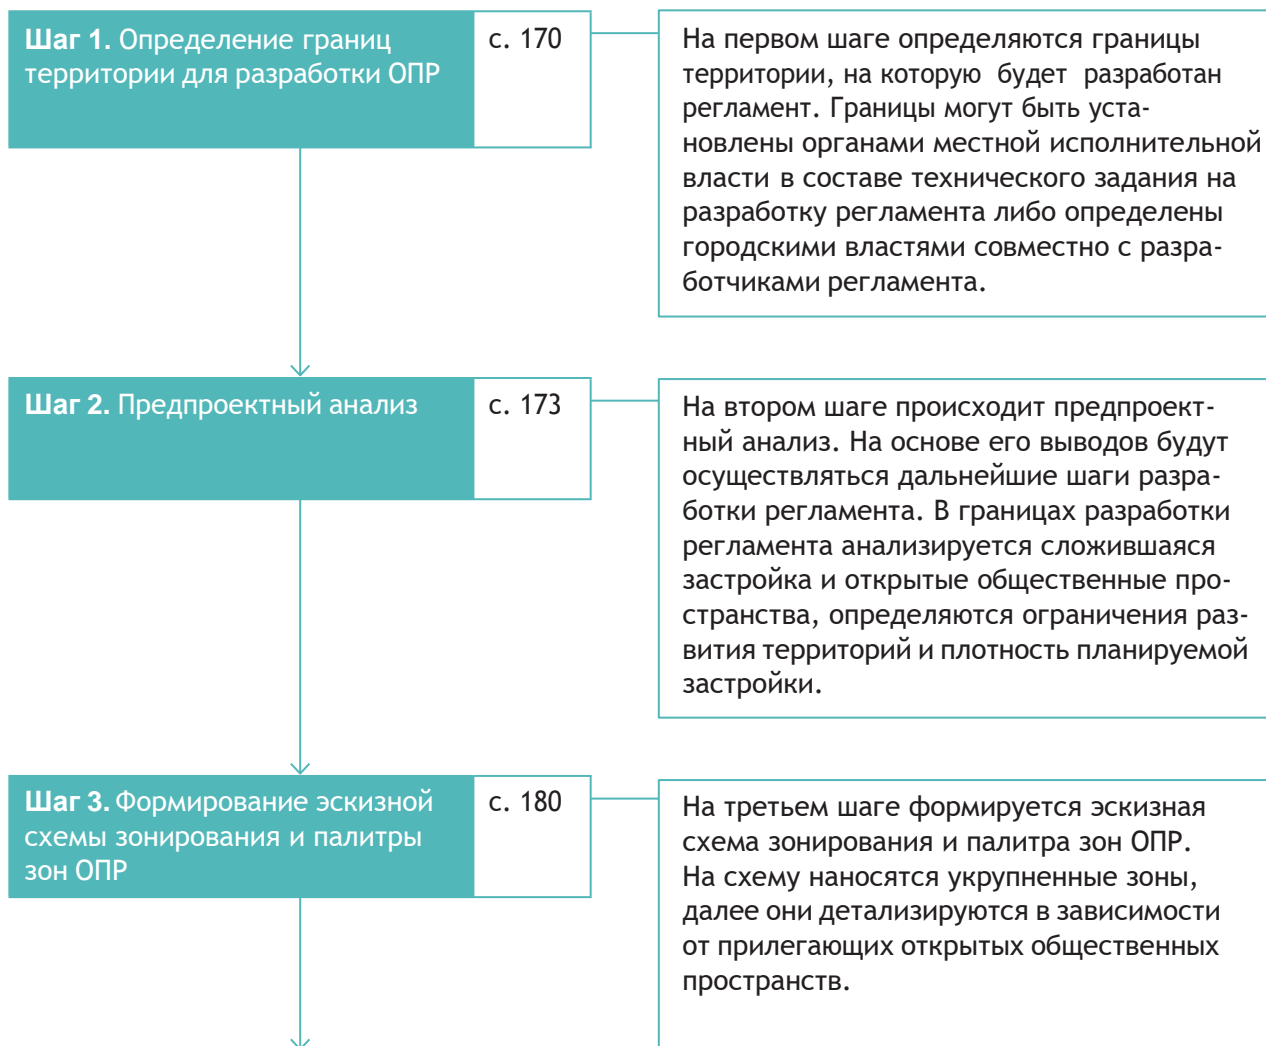 Шаг 1. Определение границ
территории для разработки ОПР
с. 170
На первом шаге определяются границы
территории, на которую будет разработан
регламент. Границы могут быть уста-
новлены органами местной исполнительной
власти в составе технического задания на
разработку регламента либо определены
городскими властями совместно с разра-
ботчиками регламента.
Шаг 2. Предпроектный анализ
с. 173
На втором шаге происходит предпроект-
ный анализ. На основе его выводов будут
осуществляться дальнейшие шаги разра-
ботки регламента. В границах разработки
регламента анализируется сложившаяся
застройка и открытые общественные про-
странства, определяются ограничения раз-
вития территорий и плотность планируемой
застройки.
Шаг 3. Формирование эскизной
схемы зонирования и палитры
зон ОПР
с. 180
На третьем шаге формируется эскизная
схема зонирования и палитра зон ОПР.
На схему наносятся укрупненные зоны,
далее они детализируются в зависимости
от прилегающих открытых общественных
пространств.